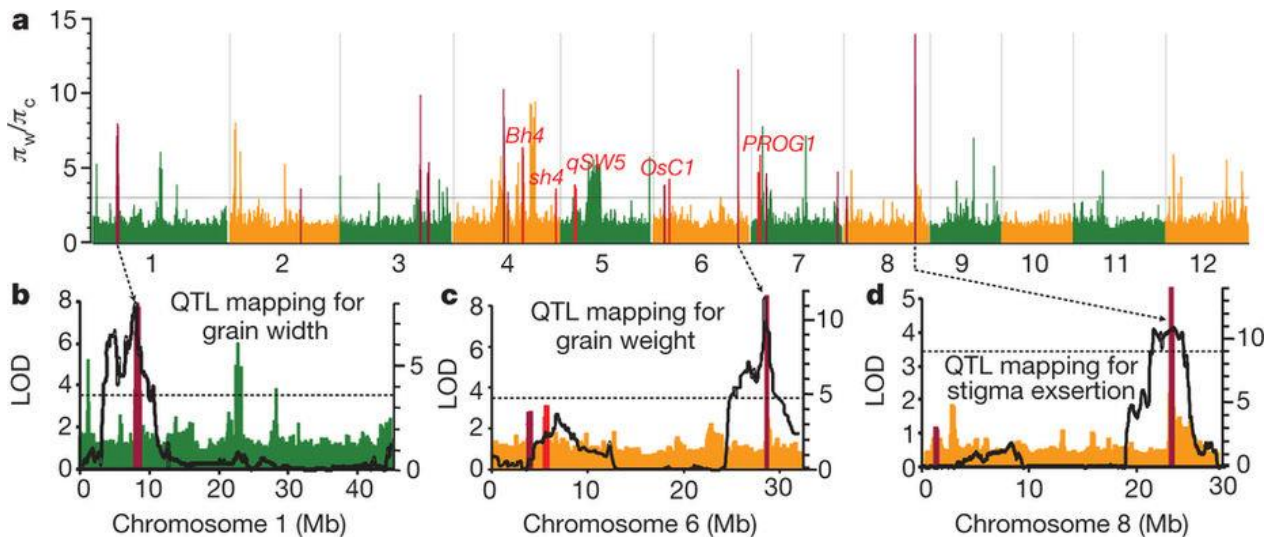 a
15
10
5
0
πw/πc
Bh4
sh4
qSW5
OsC1
PROG1
1 2 3 4 5 6 7 8 9 10 11 12
b
QTL mapping for
grain width
LOD
8
6
4
2
0
5
0
0 10 20 30 40
Chromosome 1 (Mb)
c
QTL mapping for
grain weight
LOD
8
6
4
2
0
10
5
0
0 10 20 30
Chromosome 6 (Mb)
d
QTL mapping for
stigma exsertion
LOD
5
4
3
2
1
0
10
5
0
0 10 20 30
Chromosome 8 (Mb)